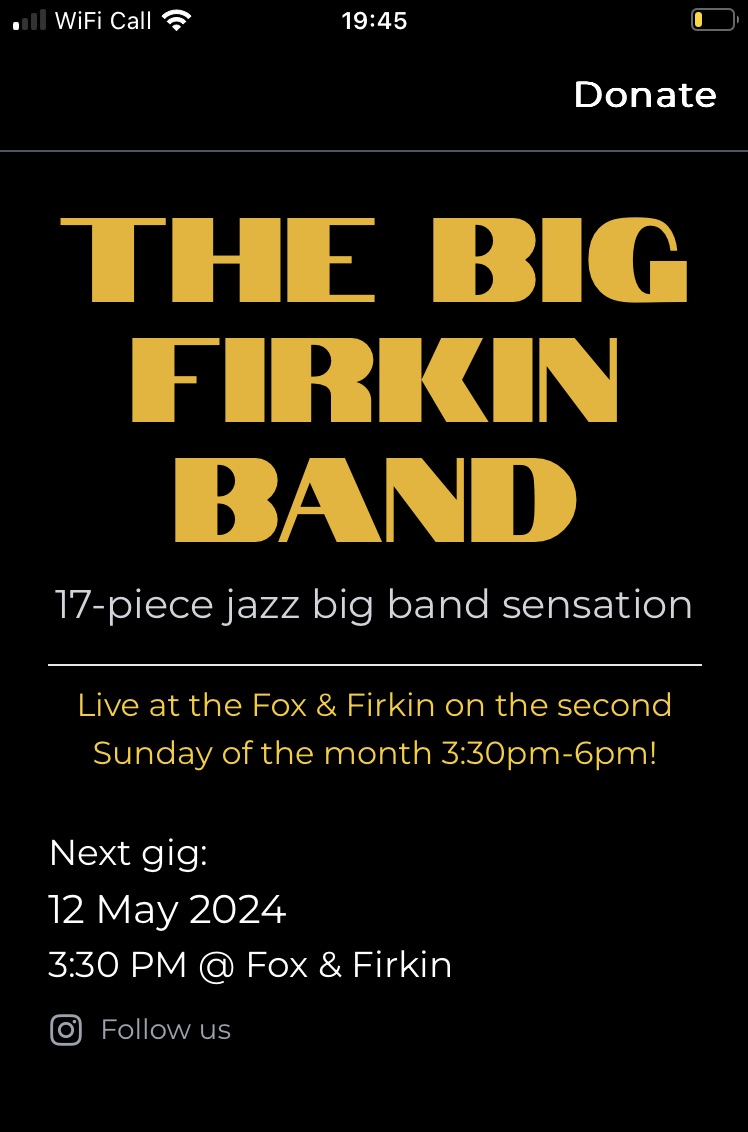 WiFi Call 19:45
Donate
THE BIG
FIRKIN
BAND
17-piece jazz big band sensation
Live at the Fox & Firkin on the second
Sunday of the month 3:30pm-6pm!
Next gig:
12 May 2024
3:30 PM @ Fox & Firkin
Follow us